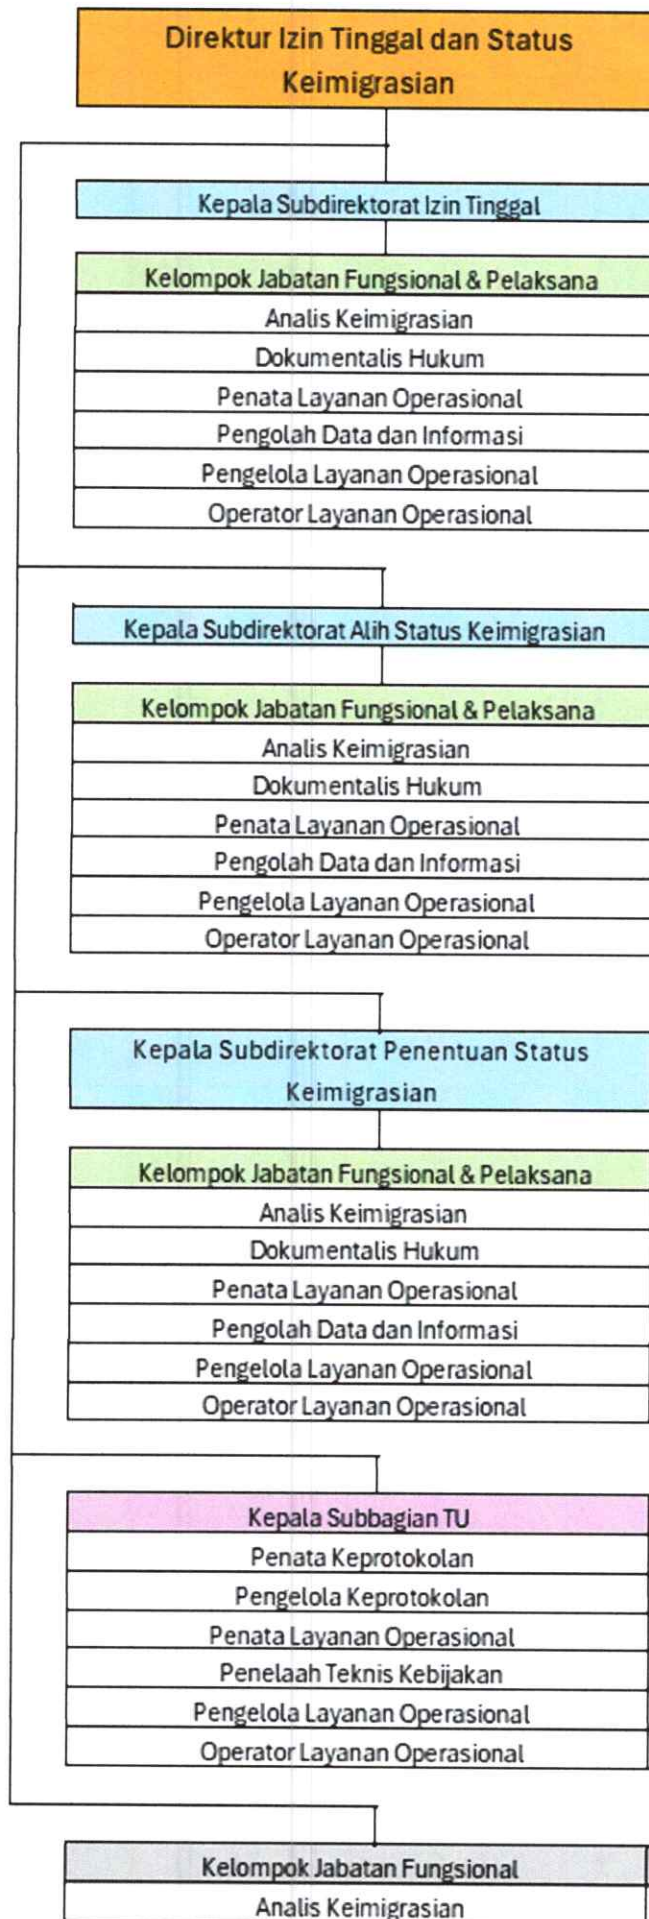 Direktur Izin Tinggal dan Status
Keimigrasian
Kepala Subdirektorat Izin Tinggal
Kelompok Jabatan Fungsional & Pelaksana
Analis Keimigrasian
Dokumentalis Hukum
Penata Layanan Operasional
Pengolah Data dan Informasi
Pengelola Layanan Operasional
Operator Layanan Operasional
Kepala Subdirektorat Alih Status Keimigrasian
Kelompok Jabatan Fungsional & Pelaksana
Analis Keimigrasian
Dokumentalis Hukum
Penata Layanan Operasional
Pengolah Data dan Informasi
Pengelola Layanan Operasional
Operator Layanan Operasional
Kepala Subdirektorat Penentuan Status
Keimigrasian
Kelompok Jabatan Fungsional & Pelaksana
Analis Keimigrasian
Dokumentalis Hukum
Penata Layanan Operasional
Pengolah Data dan Informasi
Pengelola Layanan Operasional
Operator Layanan Operasional
Kepala Subbagian TU
Penata Keprotokolan
Pengelola Keprotokolan
Penata Layanan Operasional
Penelaah Teknis Kebijakan
Pengelola Layanan Operasional
Operator Layanan Operasional
Kelompok Jabatan Fungsional
Analis Keimigrasian